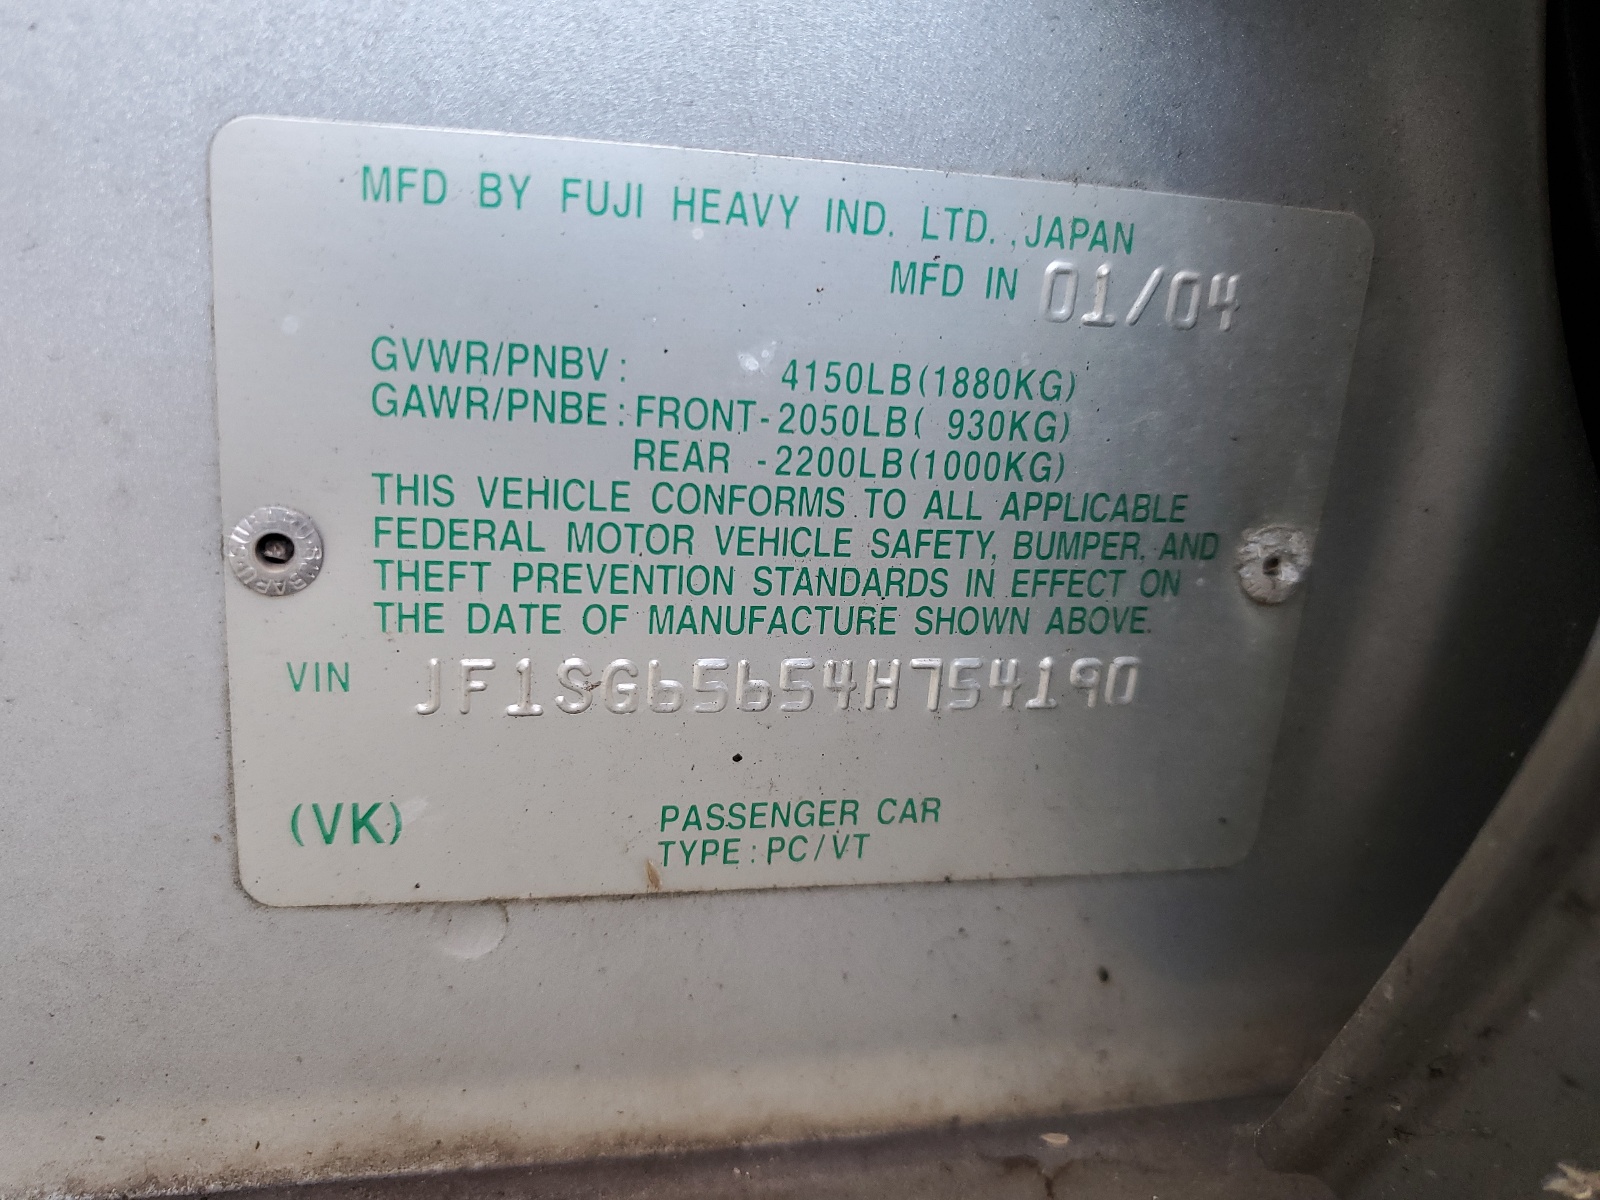 MFD BY FUJI HEAVY IND. LTD., JAPAN
MFD IN 01/04
GVWR/PNBV: 4150LB(1880KG)
GAWR/PNBE: FRONT-2050LB( 930KG)
REAR -2200LB(1000KG)
THIS VEHICLE CONFORMS TO ALL APPLICABLE
FEDERAL MOTOR VEHICLE SAFETY, BUMPER, AND
THEFT PREVENTION STANDARDS IN EFFECT ON
THE DATE OF MANUFACTURE SHOWN ABOVE.
VIN JF1SG65654H754190
(VK)
PASSENGER CAR
TYPE: PC/VT